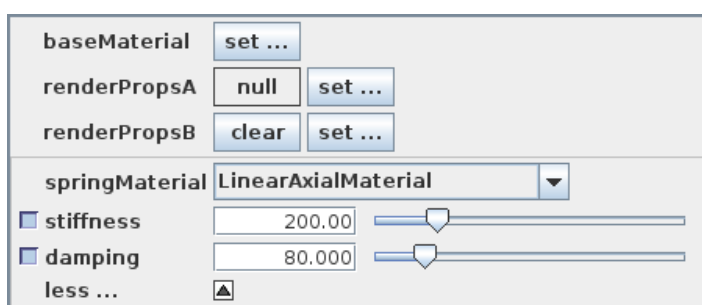 baseMaterial set ...
renderPropsA null set ...
renderPropsB clear set ...
springMaterial LinearAxialMaterial
stiffness 200.00
damping 80.000
less ...